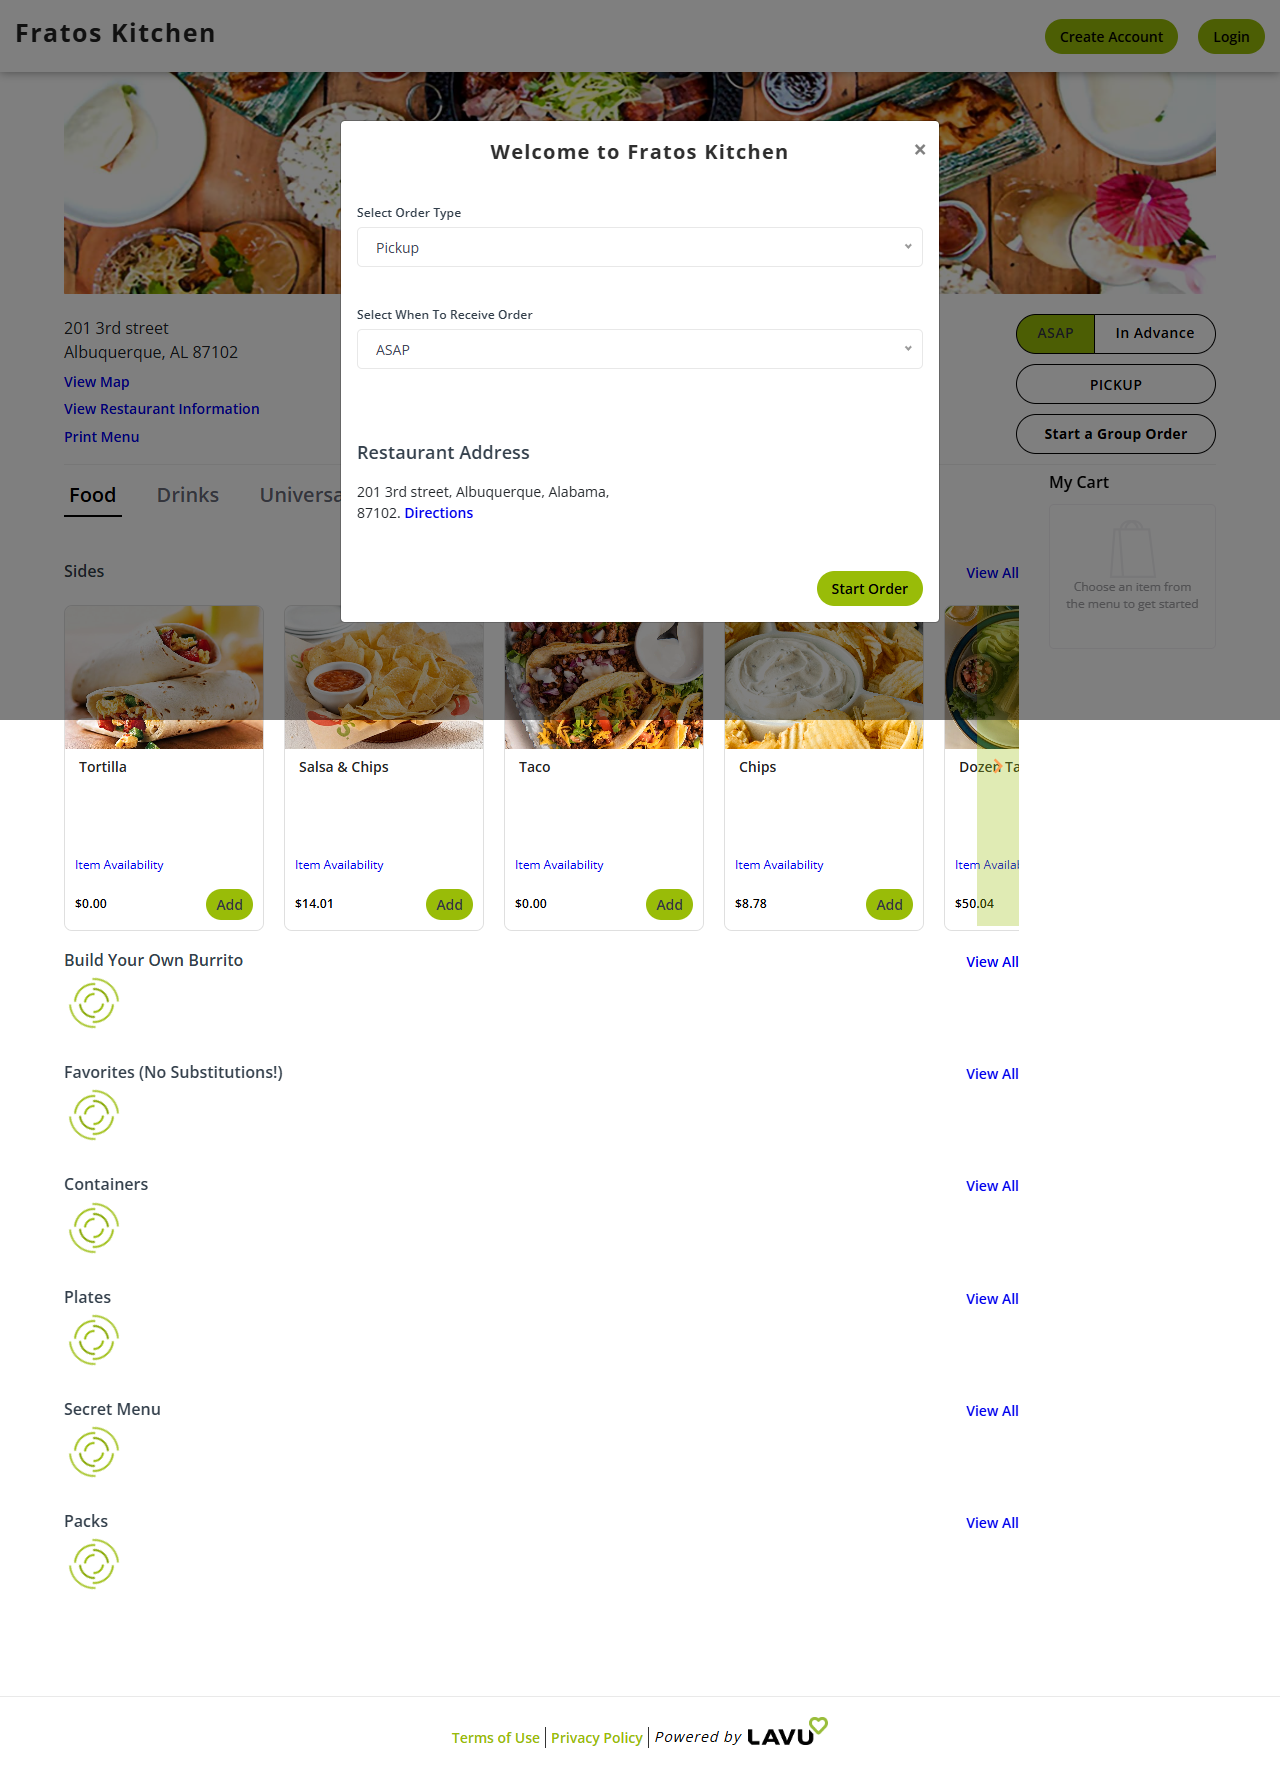 Fratos Kitchen
Create Account
Login
Welcome to Fratos Kitchen
×
Select Order Type
Pickup
Select When To Receive Order
ASAP
Restaurant Address
201 3rd street, Albuquerque, Alabama,
87102. Directions
Start Order
201 3rd street
Albuquerque, AL 87102
View Map
View Restaurant Information
Print Menu
ASAP
In Advance
PICKUP
Start a Group Order
Food
Drinks
My Cart
Choose an item from
the menu to get started
Sides
View All
Tortilla
Item Availability
$0.00
Add
Salsa & Chips
Item Availability
$14.01
Add
Taco
Item Availability
$0.00
Add
Chips
Item Availability
$8.78
Add
Dozen Ta
Item Availab
$50.04
Build Your Own Burrito
View All
Favorites (No Substitutions!)
View All
Containers
View All
Plates
View All
Secret Menu
View All
Packs
View All
Terms of Use
Privacy Policy
Powered by LAVU